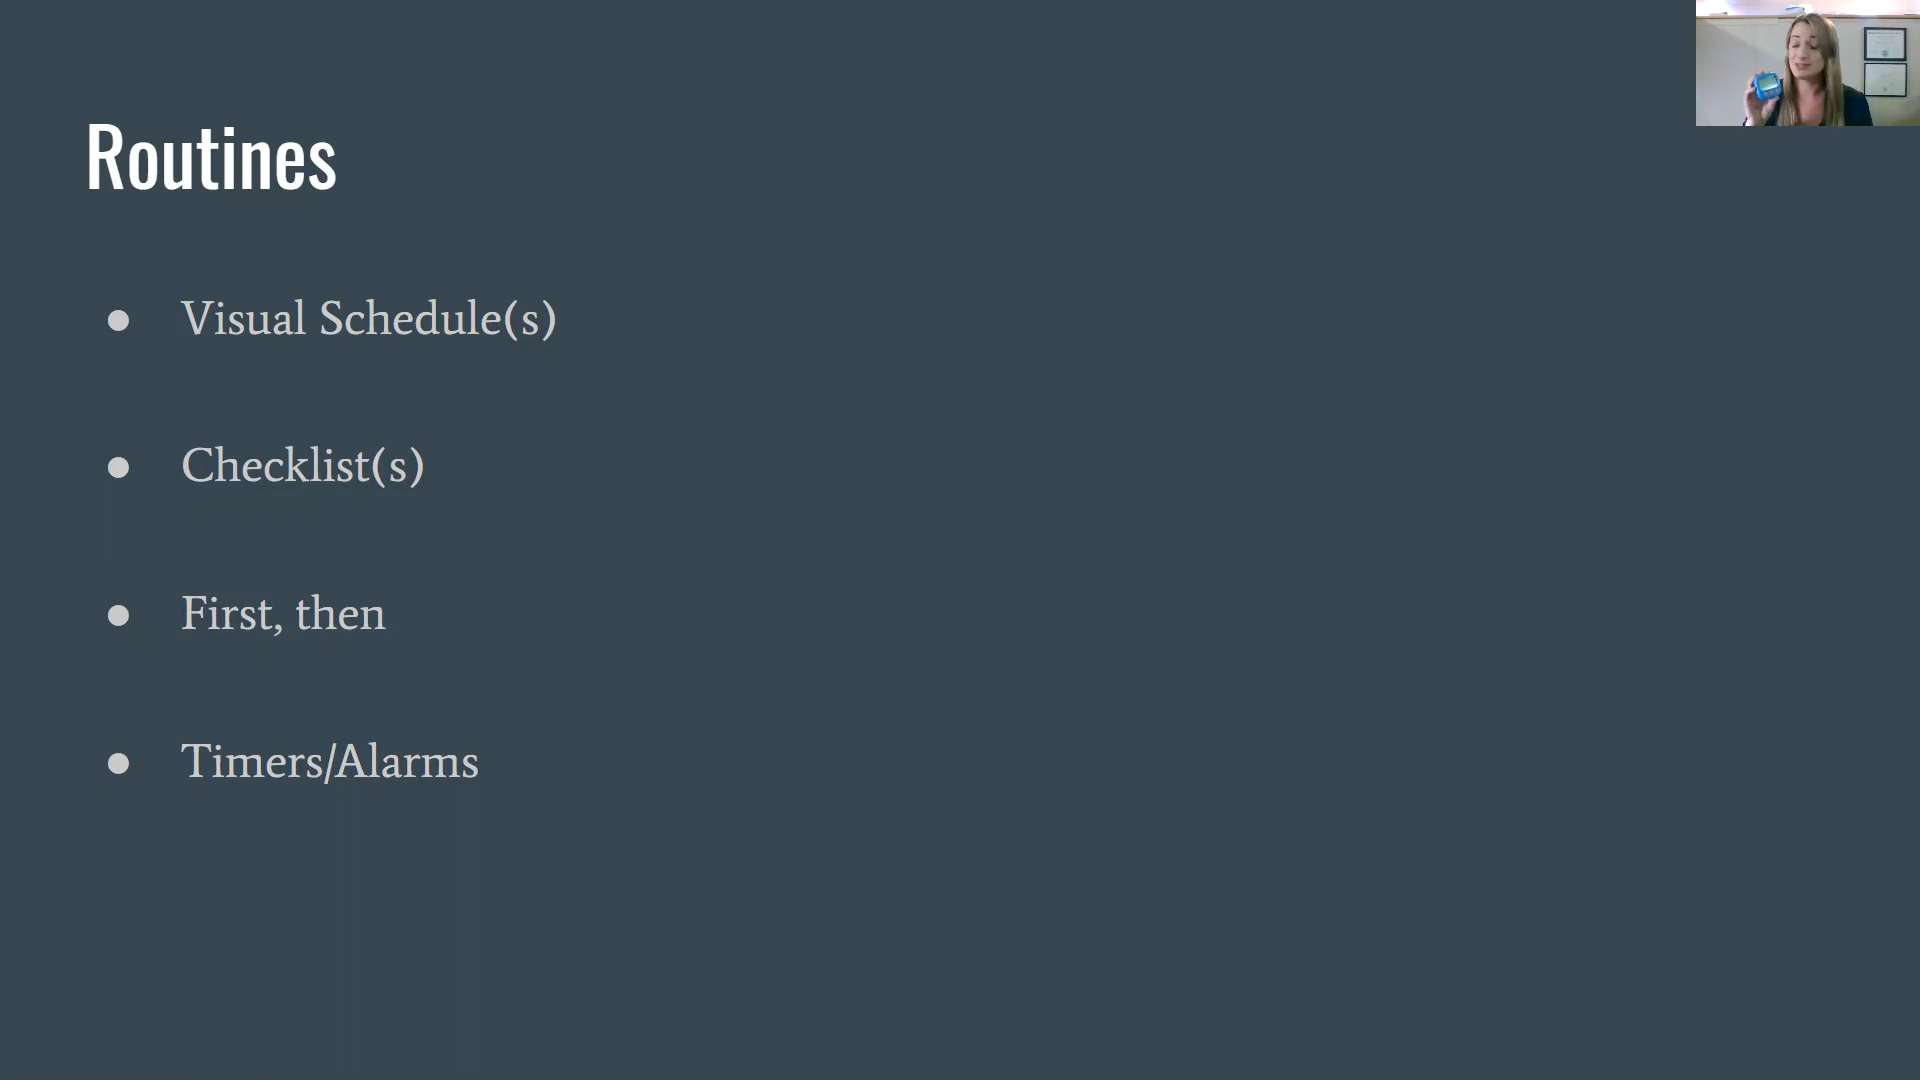 Routines
● Visual Schedule(s)
● Checklist(s)
● First, then
● Timers/Alarms